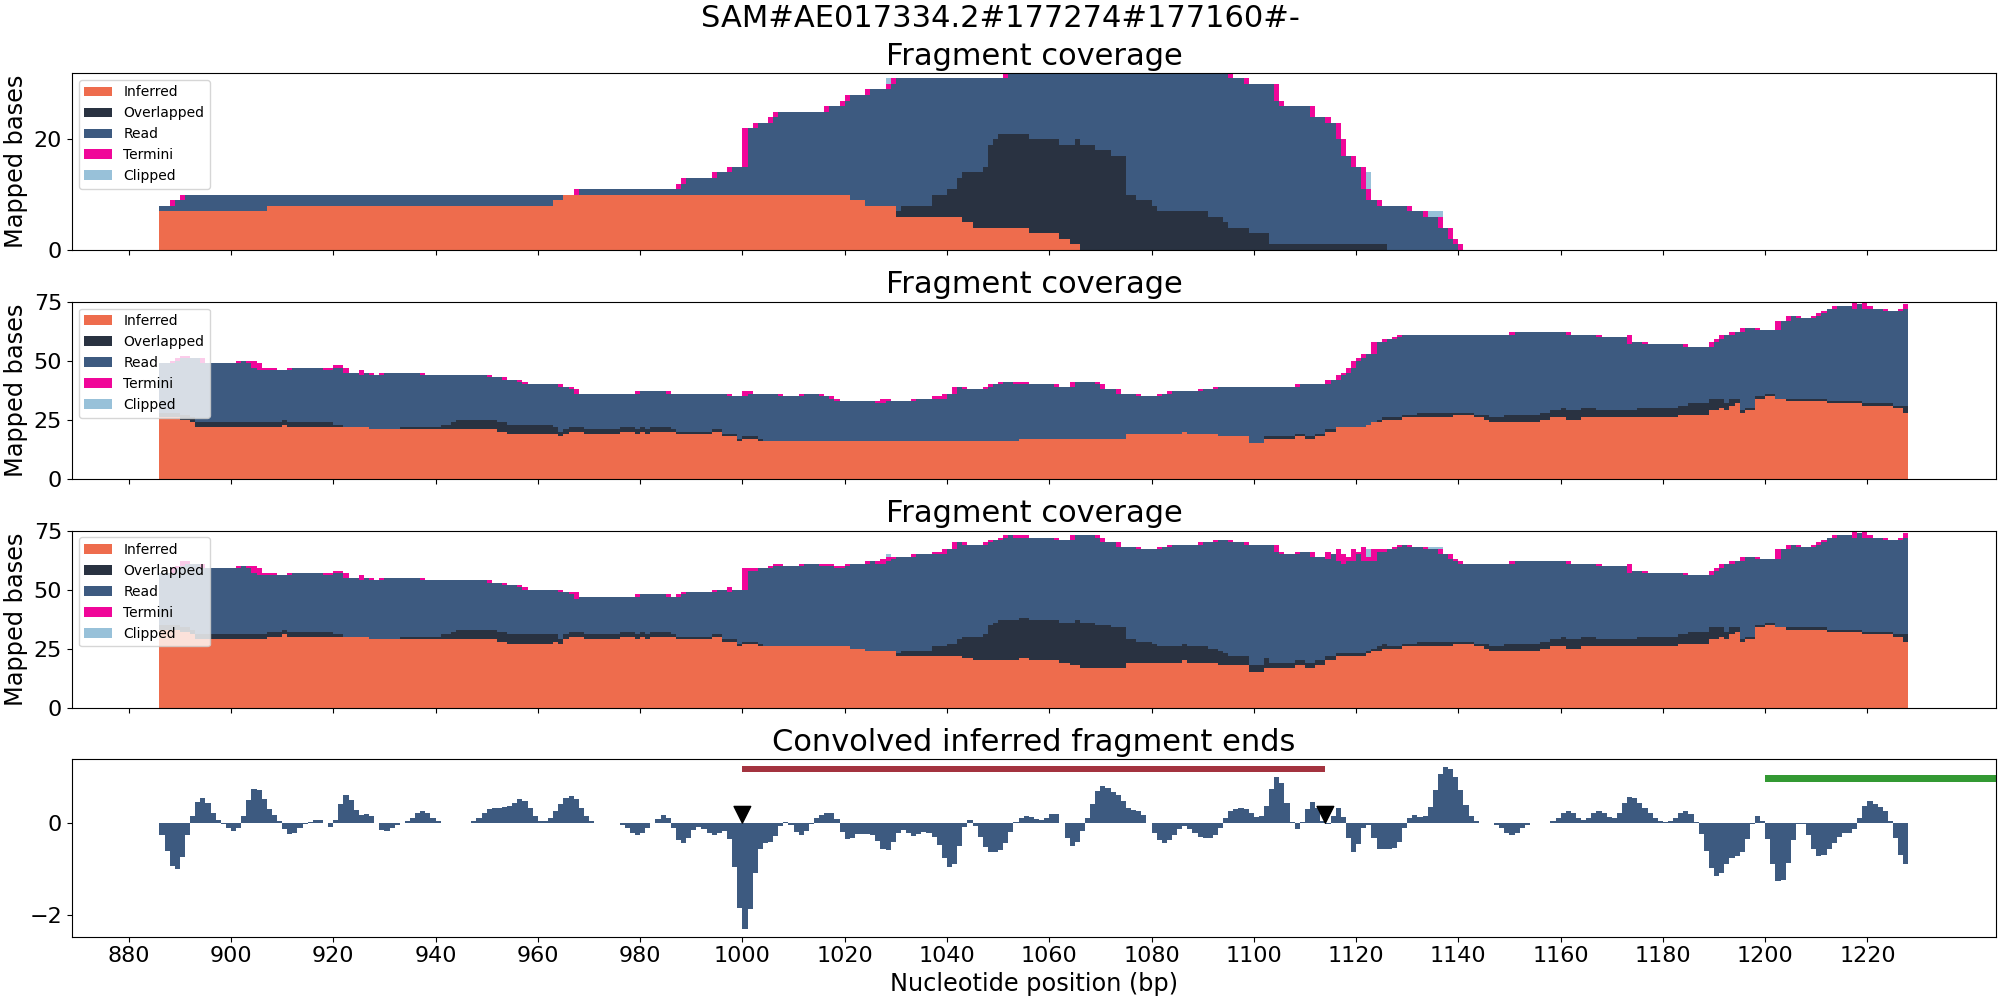 SAM#AE017334.2#177274#177160#-
Fragment coverage
Mapped bases
20
0
Inferred
Overlapped
Read
Termini
Clipped
Fragment coverage
Mapped bases
75
50
25
0
Inferred
Overlapped
Read
Termini
Clipped
Fragment coverage
Mapped bases
75
50
25
0
Inferred
Overlapped
Read
Termini
Clipped
Convolved inferred fragment ends
0
−2
880 900 920 940 960 980 1000 1020 1040 1060 1080 1100 1120 1140 1160 1180 1200 1220
Nucleotide position (bp)